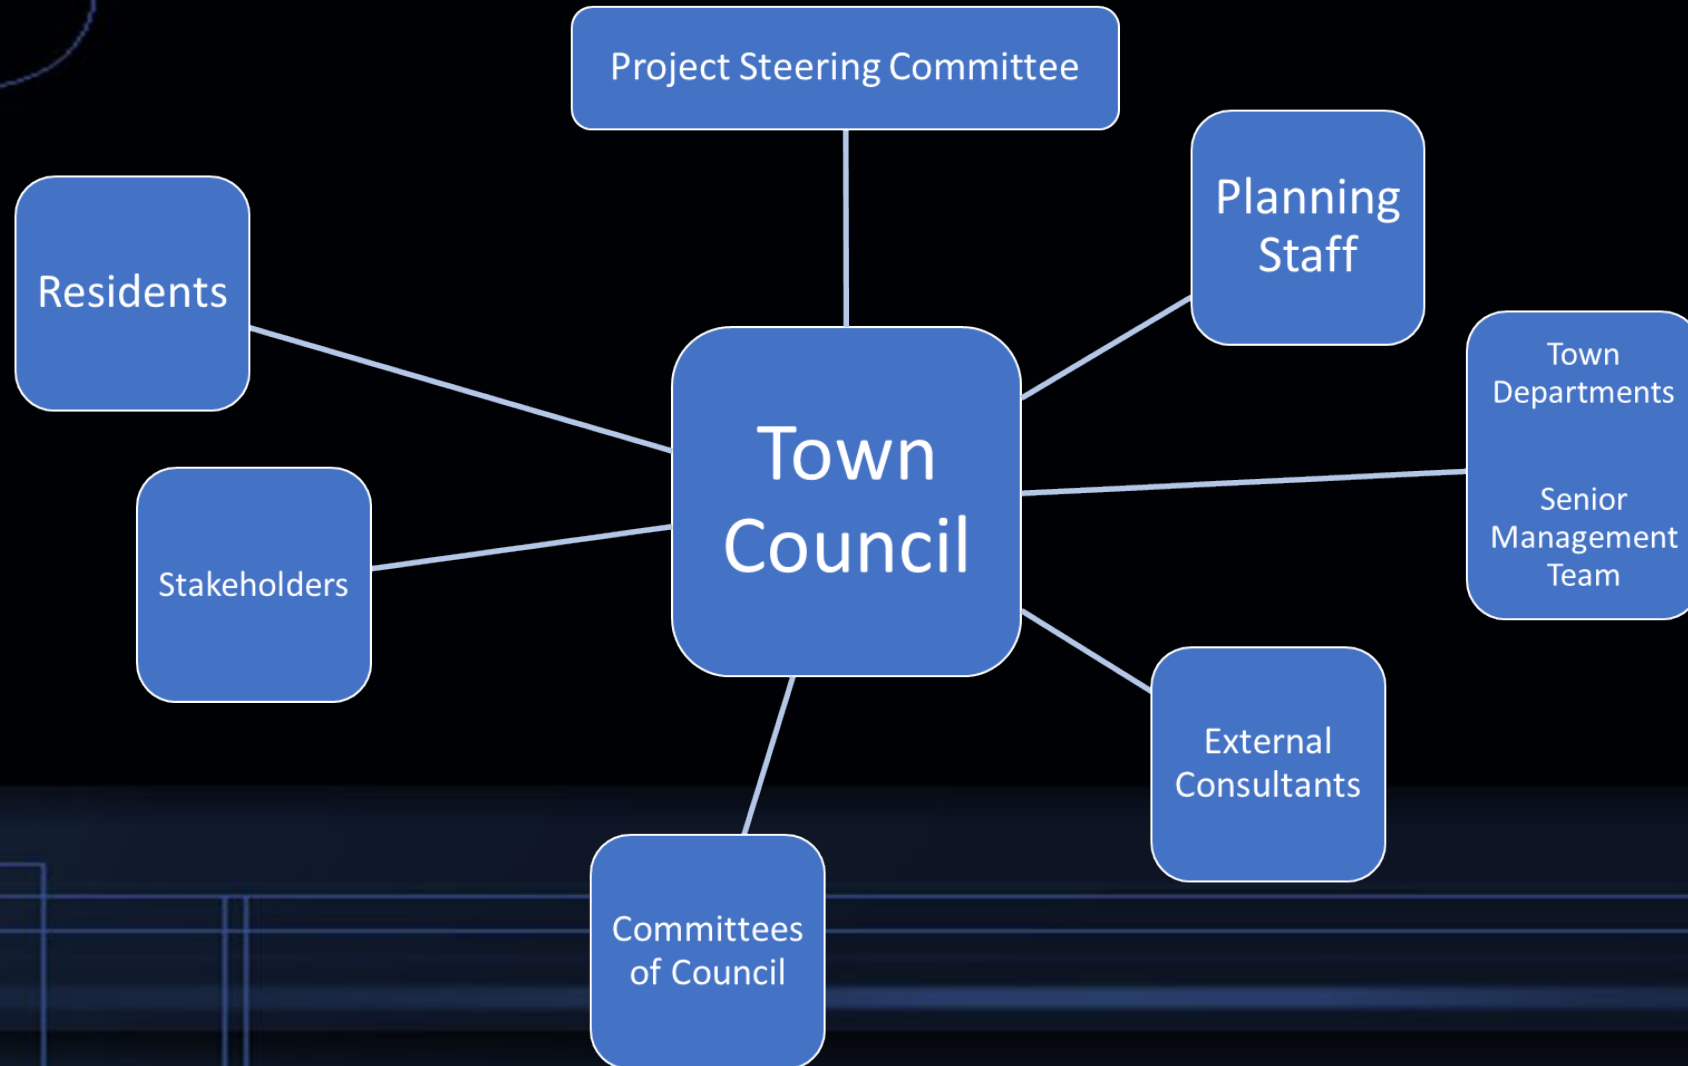 Project Steering Committee
Planning
Staff
Residents
Town
Departments
Senior
Management
Team
Town
Council
Stakeholders
External
Consultants
Committees
of Council